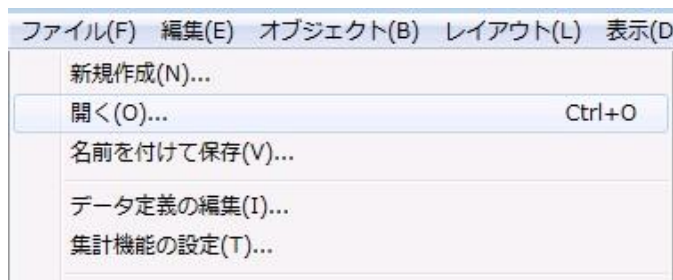 ファイル(F) 編集(E) オブジェクト(B) レイアウト(L) 表示(D
新規作成(N)...
開く(O)... Ctrl+O
名前を付けて保存(V)...
データ定義の編集(I)...
集計機能の設定(T)...